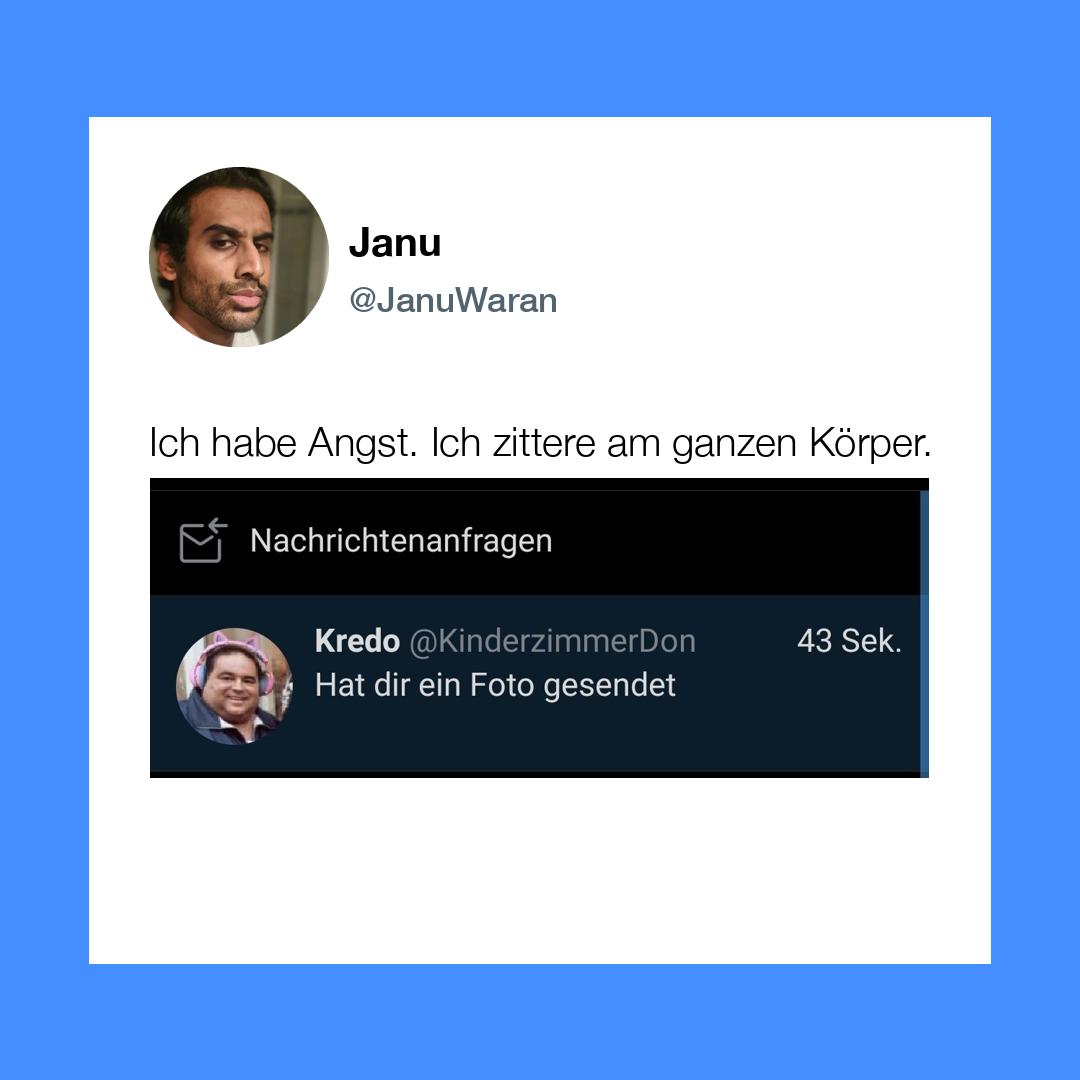 Janu
@JanuWaran
Ich habe Angst. Ich zittere am ganzen Körper.
Nachrichtenanfragen
Kredo @KinderzimmerDon 43 Sek.
Hat dir ein Foto gesendet